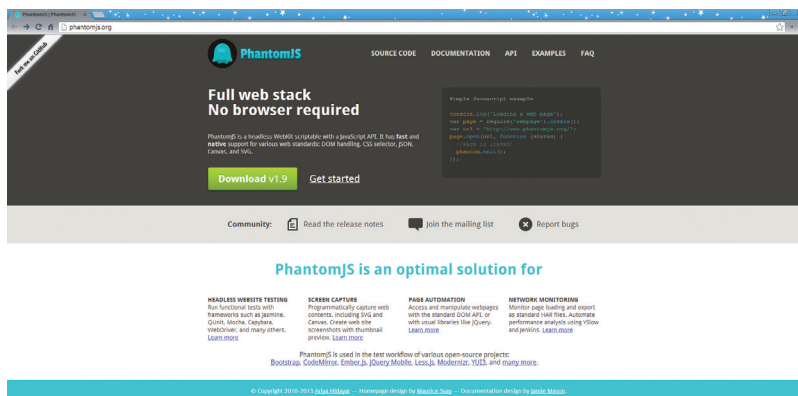 PhantomJS | PhantomJS
phantomjs.org
Fork me on GitHub
PhantomJS
SOURCE CODE DOCUMENTATION API EXAMPLES FAQ
Full web stack
No browser required
PhantomJS is a headless WebKit scriptable with a JavaScript API. It has fast and
native support for various web standards: DOM handling, CSS selector, JSON,
Canvas, and SVG.
Download v1.9 Get started
Simple Javascript example
console.log('Loading a web page');
var page = require('webpage').create();
var url = 'http://www.phantomjs.org/';
page.open(url, function (status) {
//Page is loaded!
phantom.exit();
});
Community: Read the release notes Join the mailing list Report bugs
PhantomJS is an optimal solution for
HEADLESS WEBSITE TESTING
Run functional tests with
frameworks such as Jasmine,
QUnit, Mocha, Capybara,
WebDriver, and many others.
Learn more
SCREEN CAPTURE
Programmatically capture web
contents, including SVG and
Canvas. Create web site
screenshots with thumbnail
preview. Learn more
PAGE AUTOMATION
Access and manipulate webpages
with the standard DOM API, or
with usual libraries like jQuery.
Learn more
NETWORK MONITORING
Monitor page loading and export
as standard HAR files. Automate
performance analysis using YSlow
and Jenkins. Learn more
PhantomJS is used in the test workflow of various open-source projects:
Bootstrap, CodeMirror, Ember.js, jQuery Mobile, Less.js, Modernizr, YUI3, and many more.
© Copyright 2010-2013 Ariya Hidayat — Homepage design by Maurice Svay — Documentation design by Jamie Mason.